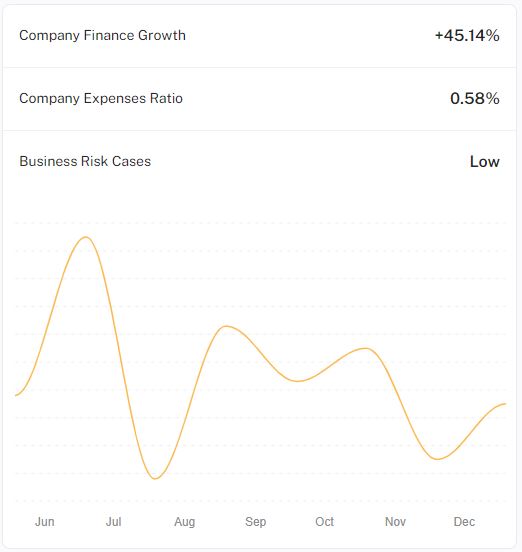 Company Finance Growth +45.14%
Company Expenses Ratio 0.58%
Business Risk Cases Low
Jun Jul Aug Sep Oct Nov Dec